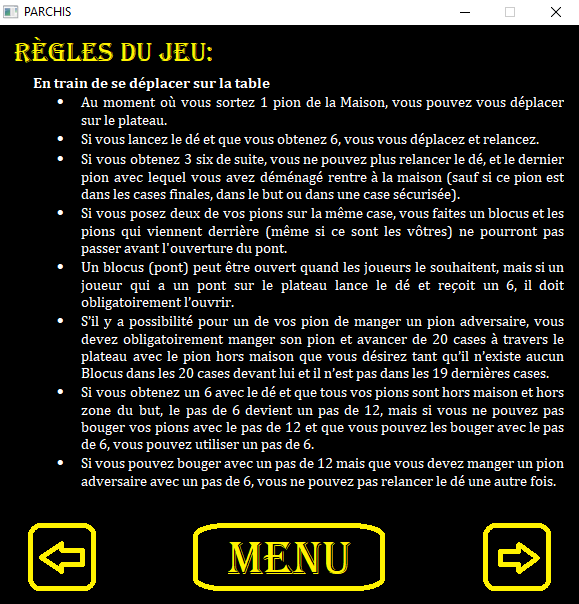 PARCHIS
RÈGLES DU JEU:
En train de se déplacer sur la table
• Au moment où vous sortez 1 pion de la Maison, vous pouvez vous déplacer
sur le plateau.
• Si vous lancez le dé et que vous obtenez 6, vous vous déplacez et relancez.
• Si vous obtenez 3 six de suite, vous ne pouvez plus relancer le dé, et le dernier
pion avec lequel vous avez déménagé rentre à la maison (sauf si ce pion est
dans les cases finales, dans le but ou dans une case sécurisée).
• Si vous posez deux de vos pions sur la même case, vous faites un blocus et les
pions qui viennent derrière (même si ce sont les vôtres) ne pourront pas
passer avant l'ouverture du pont.
• Un blocus (pont) peut être ouvert quand les joueurs le souhaitent, mais si un
joueur qui a un pont sur le plateau lance le dé et reçoit un 6, il doit
obligatoirement l'ouvrir.
• S'il y a possibilité pour un de vos pion de manger un pion adversaire, vous
devez obligatoirement manger son pion et avancer de 20 cases à travers le
plateau avec le pion hors maison que vous désirez tant qu'il n'existe aucun
Blocus dans les 20 cases devant lui et il n'est pas dans les 19 dernières cases.
• Si vous obtenez un 6 avec le dé et que tous vos pions sont hors maison et hors
zone du but, le pas de 6 devient un pas de 12, mais si vous ne pouvez pas
bouger vos pions avec le pas de 12 et que vous pouvez les bouger avec le pas
de 6, vous pouvez utiliser un pas de 6.
• Si vous pouvez bouger avec un pas de 12 mais que vous devez manger un pion
adversaire avec un pas de 6, vous ne pouvez pas relancer le dé une autre fois.
MENU